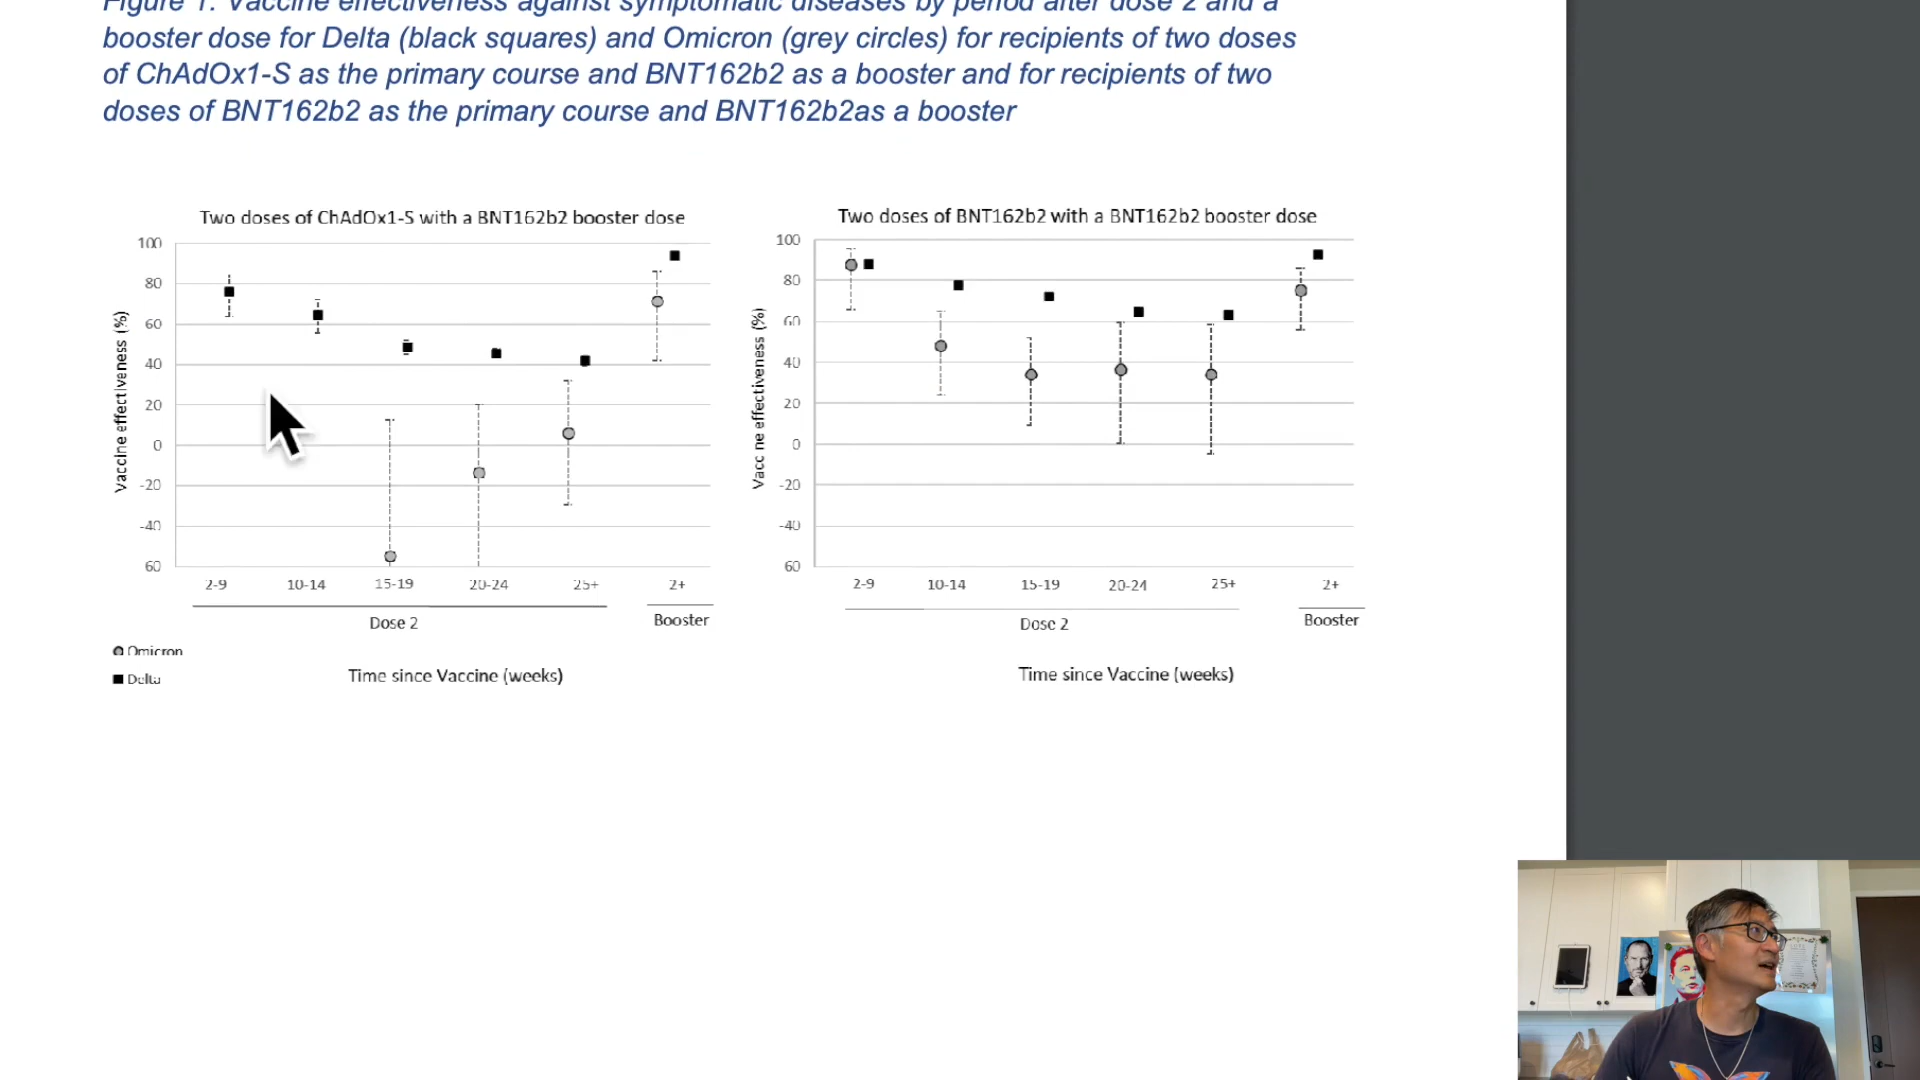 Figure 1. Vaccine effectiveness against symptomatic diseases by period after dose 2 and a
booster dose for Delta (black squares) and Omicron (grey circles) for recipients of two doses
of ChAdOx1-S as the primary course and BNT162b2 as a booster and for recipients of two
doses of BNT162b2 as the primary course and BNT162b2as a booster
Two doses of ChAdOx1-S with a BNT162b2 booster dose
Vaccine effectiveness (%)
100
80
60
40
20
0
-20
-40
60
2-9 10-14 15-19 20-24 25+ 2+
Dose 2 Booster
Omicron
Delta
Time since Vaccine (weeks)
Two doses of BNT162b2 with a BNT162b2 booster dose
Vacc ne effectiveness (%)
100
80
60
40
20
0
-20
-40
60
2-9 10-14 15-19 20-24 25+ 2+
Dose 2 Booster
Time since Vaccine (weeks)